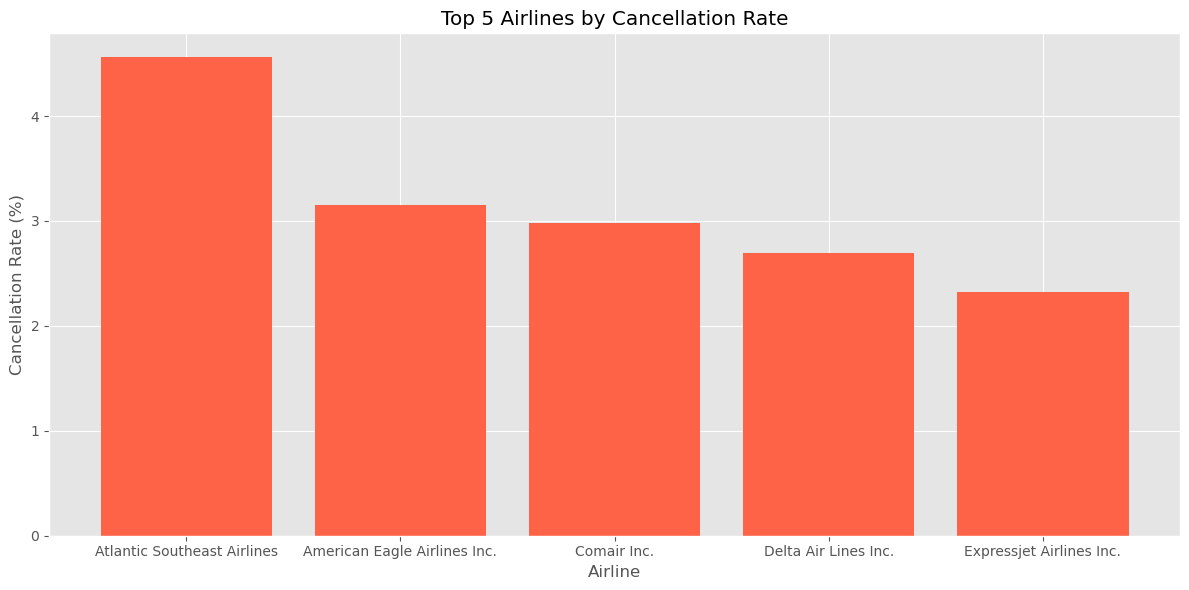 Top 5 Airlines by Cancellation Rate
Cancellation Rate (%)
4
3
2
1
0
Atlantic Southeast Airlines
American Eagle Airlines Inc.
Comair Inc.
Delta Air Lines Inc.
Expressjet Airlines Inc.
Airline